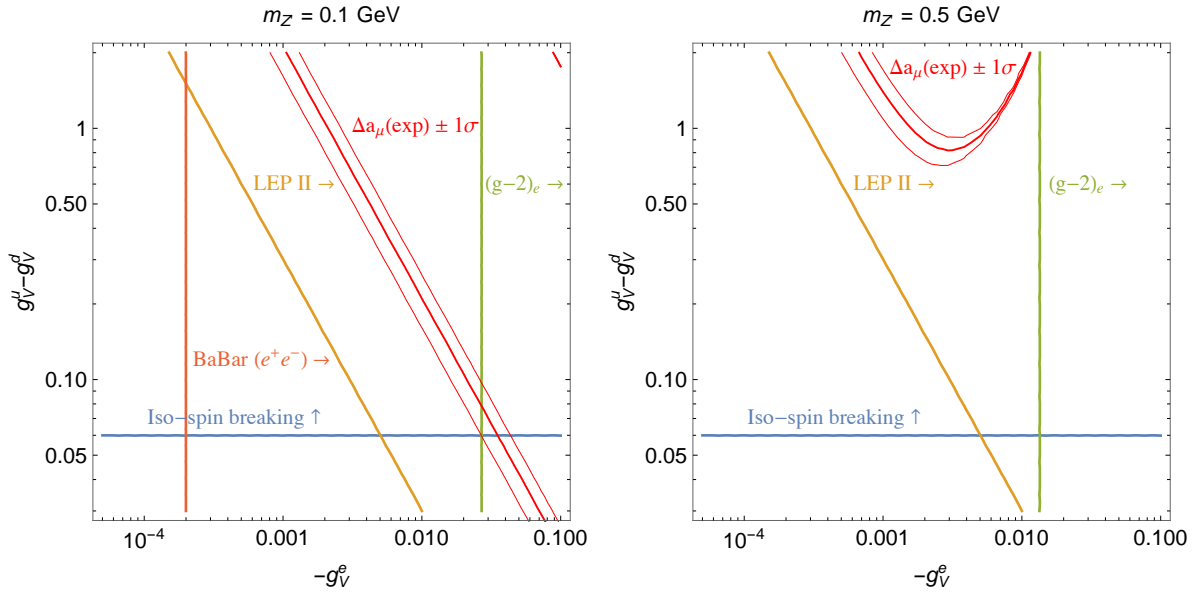 m_Z' = 0.1 GeV
1
0.50
0.10
0.05
g_V^u−g_V^d
Δa_μ(exp) ± 1σ
LEP II →
(g−2)_e →
BaBar (e⁺e⁻) →
Iso−spin breaking ↑
10⁻⁴
0.001
0.010
0.100
−g_V^e
m_Z' = 0.5 GeV
1
0.50
0.10
0.05
g_V^u−g_V^d
Δa_μ(exp) ± 1σ
LEP II →
(g−2)_e →
Iso−spin breaking ↑
10⁻⁴
0.001
0.010
0.100
−g_V^e